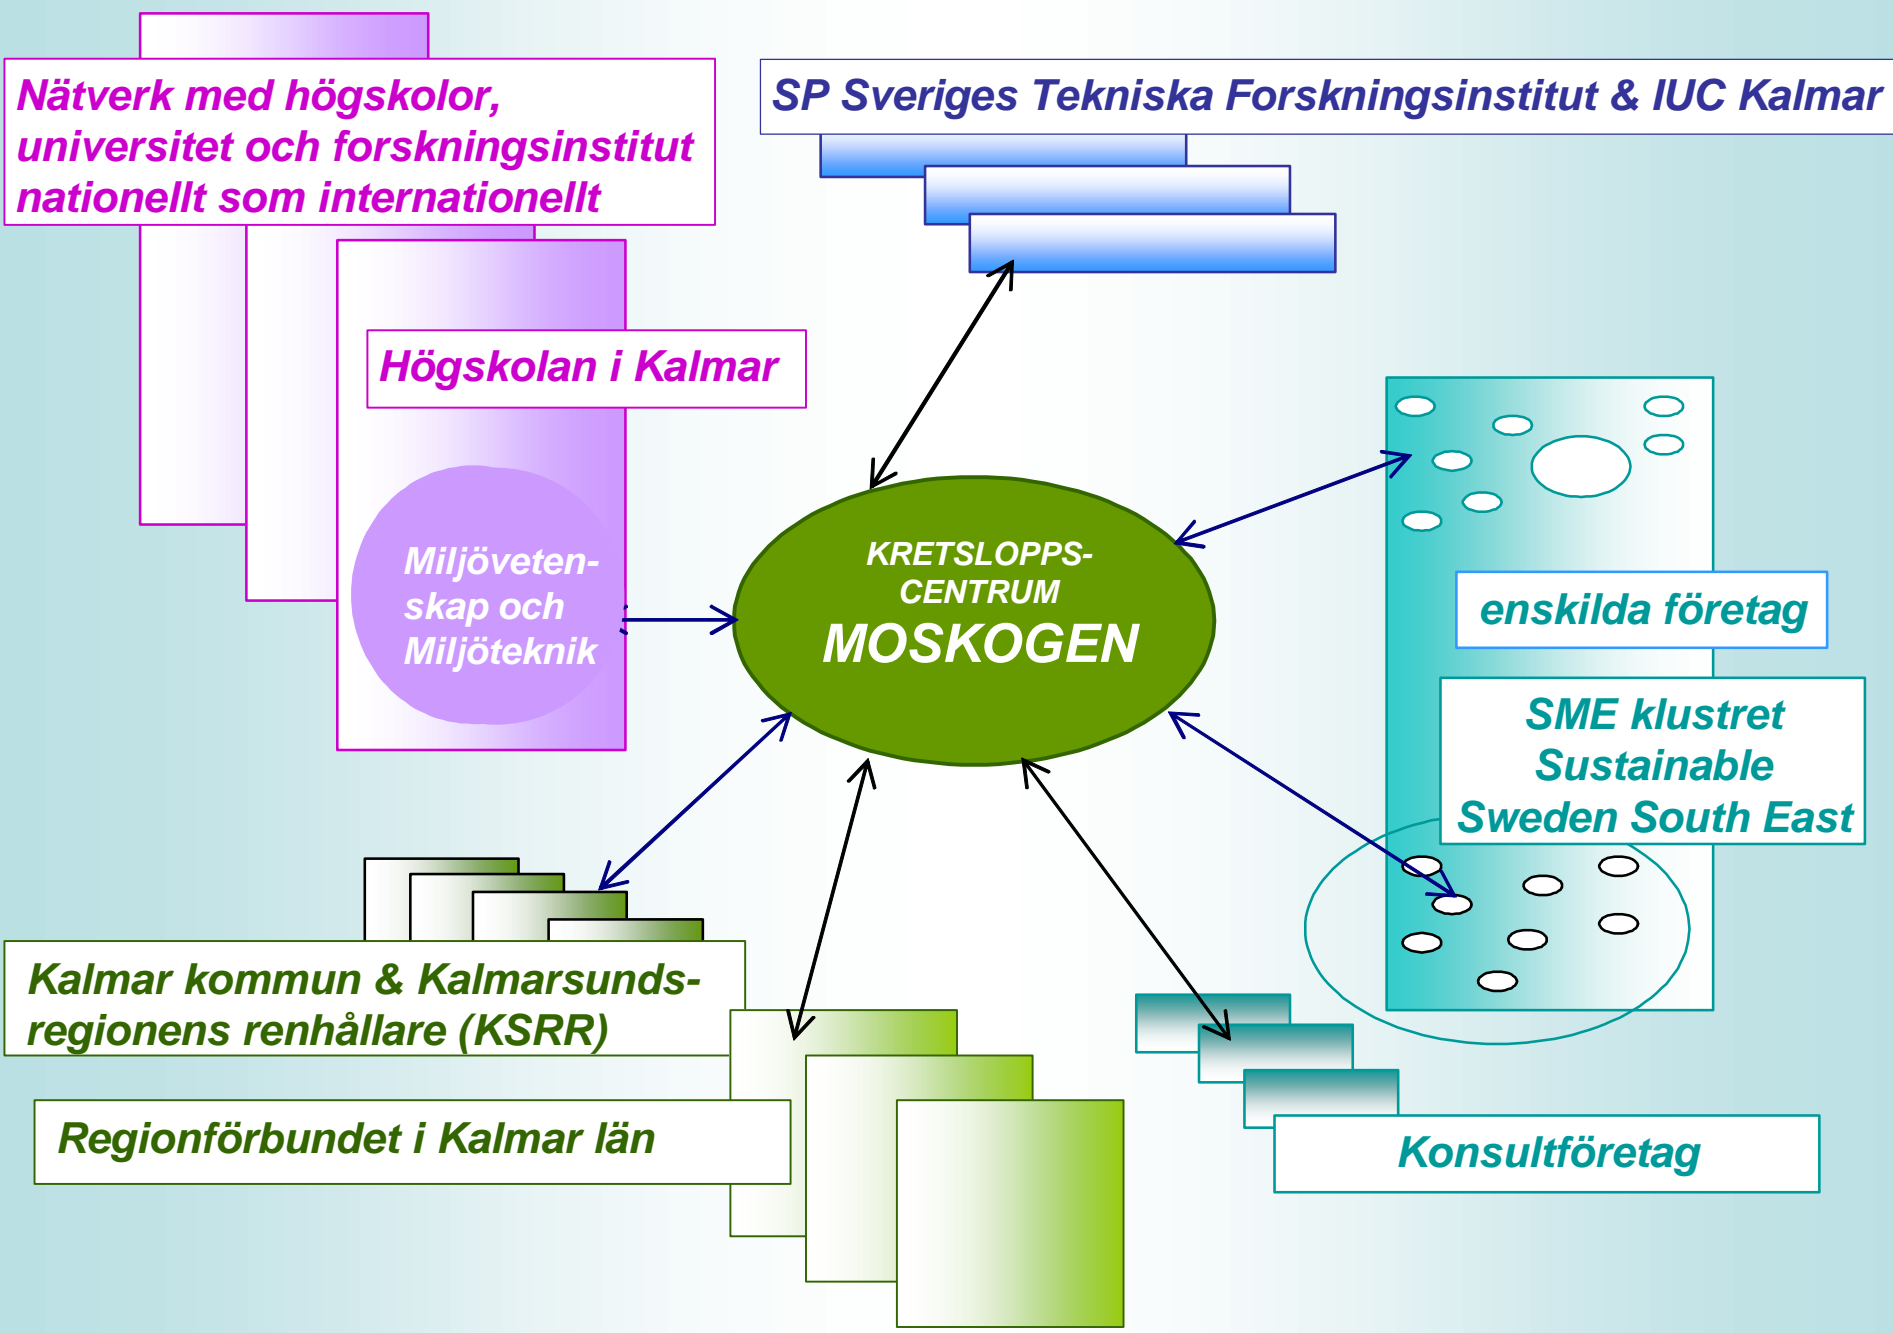 Nätverk med högskolor,
universitet och forskningsinstitut
nationellt som internationellt
SP Sveriges Tekniska Forskningsinstitut & IUC Kalmar
Högskolan i Kalmar
Miljöveten-
skap och
Miljöteknik
KRETSLOPPS-
CENTRUM
MOSKOGEN
enskilda företag
SME klustret
Sustainable
Sweden South East
Kalmar kommun & Kalmarsunds-
regionens renhållare (KSRR)
Regionförbundet i Kalmar län
Konsultföretag